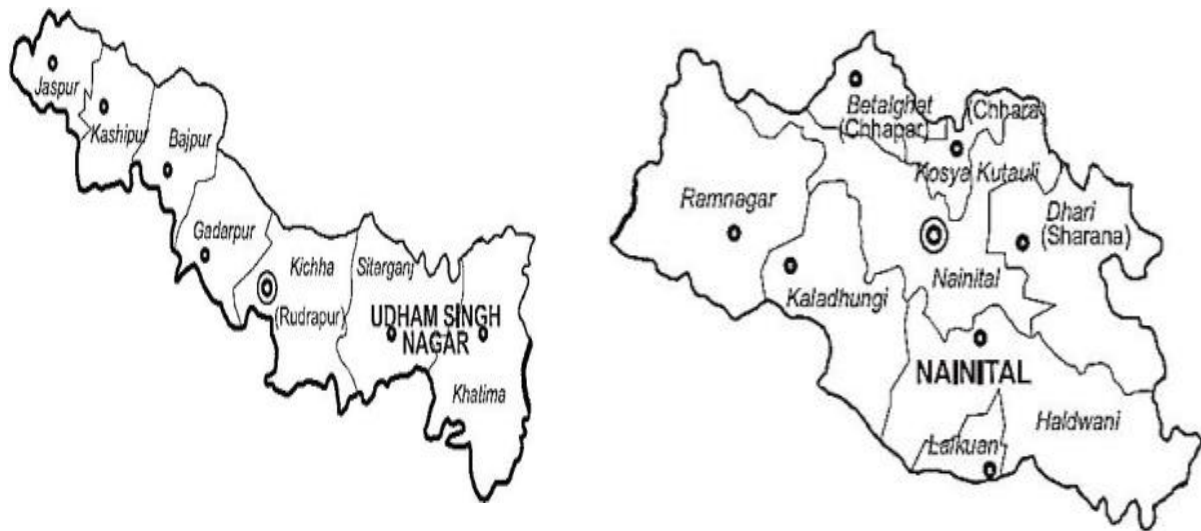 Jaspur
Kashipur
Bajpur
Gadarpur
Kichha
(Rudrapur)
Sitarganj
UDHAM SINGH
NAGAR
Khatima
Betalghat
(Chhapar)
(Chhara)
Kosya Kutauli
Ramnagar
Dhari
(Sharana)
Nainital
Kaladhungi
NAINITAL
Haldwani
Lalkuan